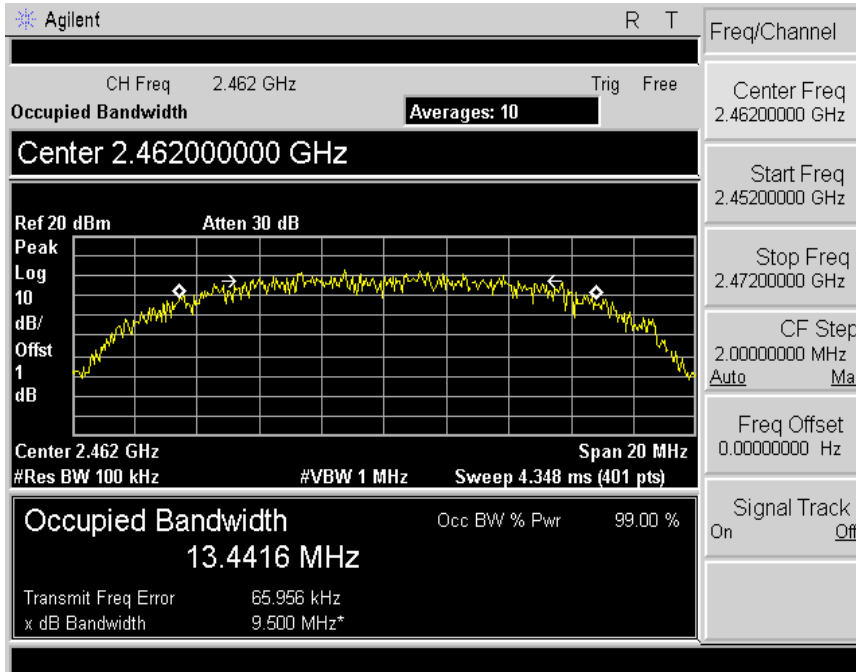 Agilent R T
CH Freq 2.462 GHz Trig Free
Occupied Bandwidth Averages: 10
Center 2.462000000 GHz
Ref 20 dBm Atten 30 dB
Peak
Log
10
dB/
Offst
1
dB
Center 2.462 GHz Span 20 MHz
#Res BW 100 kHz #VBW 1 MHz Sweep 4.348 ms (401 pts)
Occupied Bandwidth Occ BW % Pwr 99.00 %
13.4416 MHz
Transmit Freq Error 65.956 kHz
x dB Bandwidth 9.500 MHz*
Freq/Channel
Center Freq
2.46200000 GHz
Start Freq
2.45200000 GHz
Stop Freq
2.47200000 GHz
CF Step
2.00000000 MHz
Auto Ma
Freq Offset
0.00000000 Hz
Signal Track
On Off